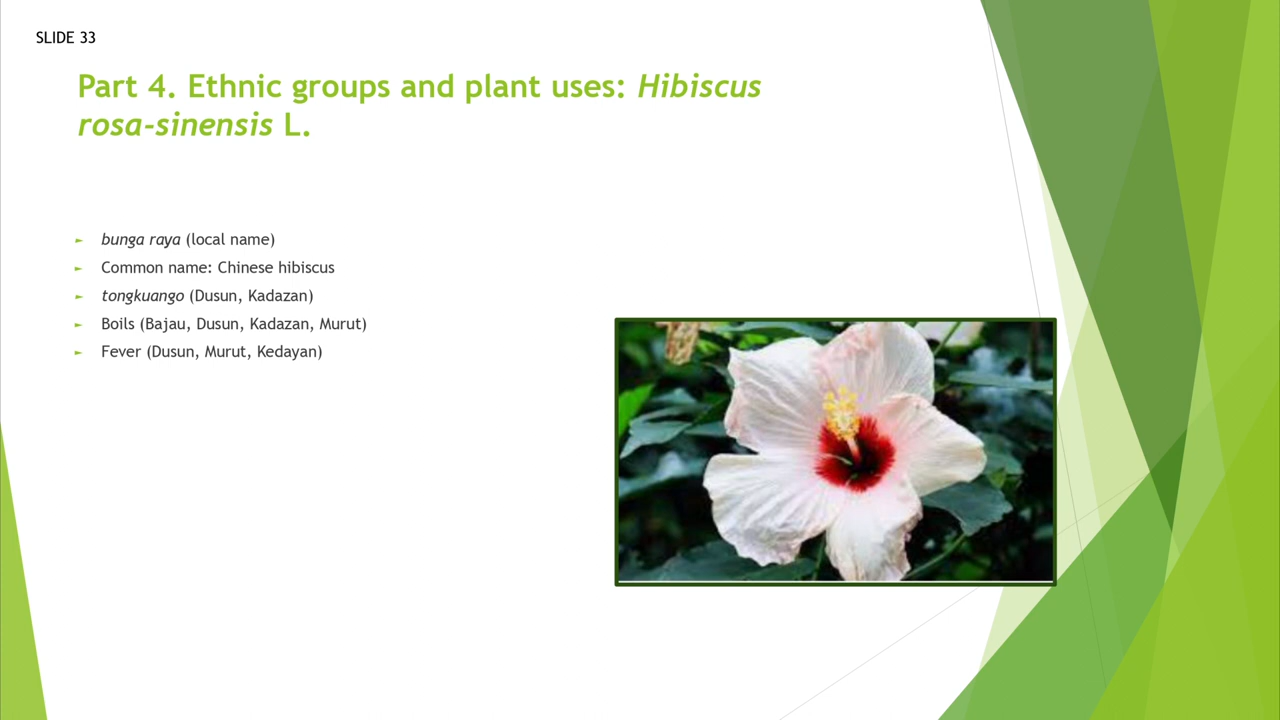 SLIDE 33
Part 4. Ethnic groups and plant uses: Hibiscus
rosa-sinensis L.
bunga raya (local name)
Common name: Chinese hibiscus
tongkuango (Dusun, Kadazan)
Boils (Bajau, Dusun, Kadazan, Murut)
Fever (Dusun, Murut, Kedayan)